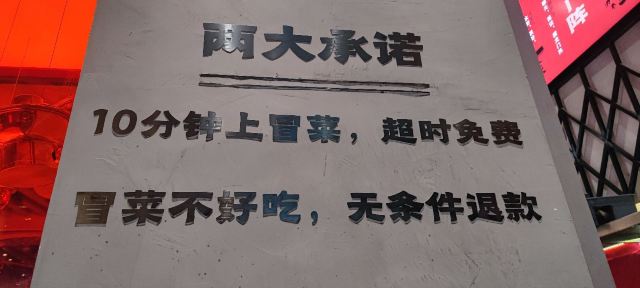 两大承诺
10分钟上冒菜，超时免费
冒菜不好吃，无条件退款